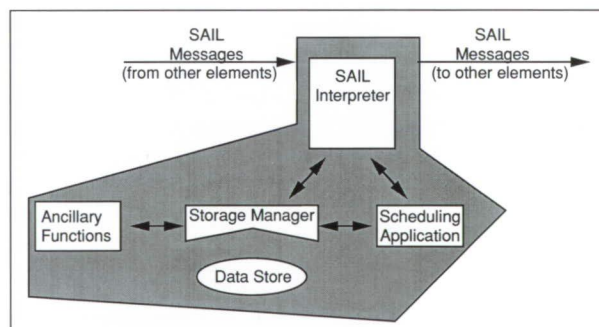 SAIL
Messages
(from other elements)
SAIL
Messages
(to other elements)
SAIL
Interpreter
Ancillary
Functions
Storage Manager
Scheduling
Application
Data Store